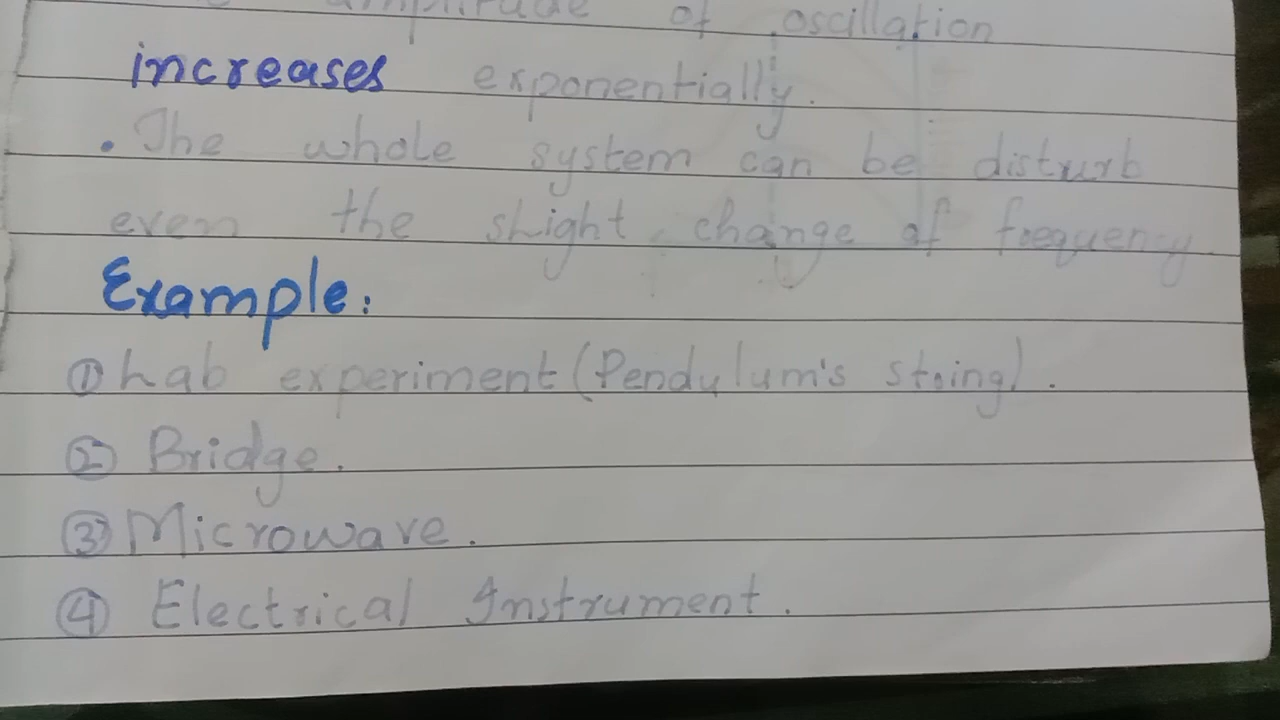 amplitude of oscillation
increases exponentially.
. The whole system can be disturb
even the slight change of frequency
Example:
① Lab experiment (Pendulum's string).
② Bridge.
③ Microwave.
④ Electrical Instrument.